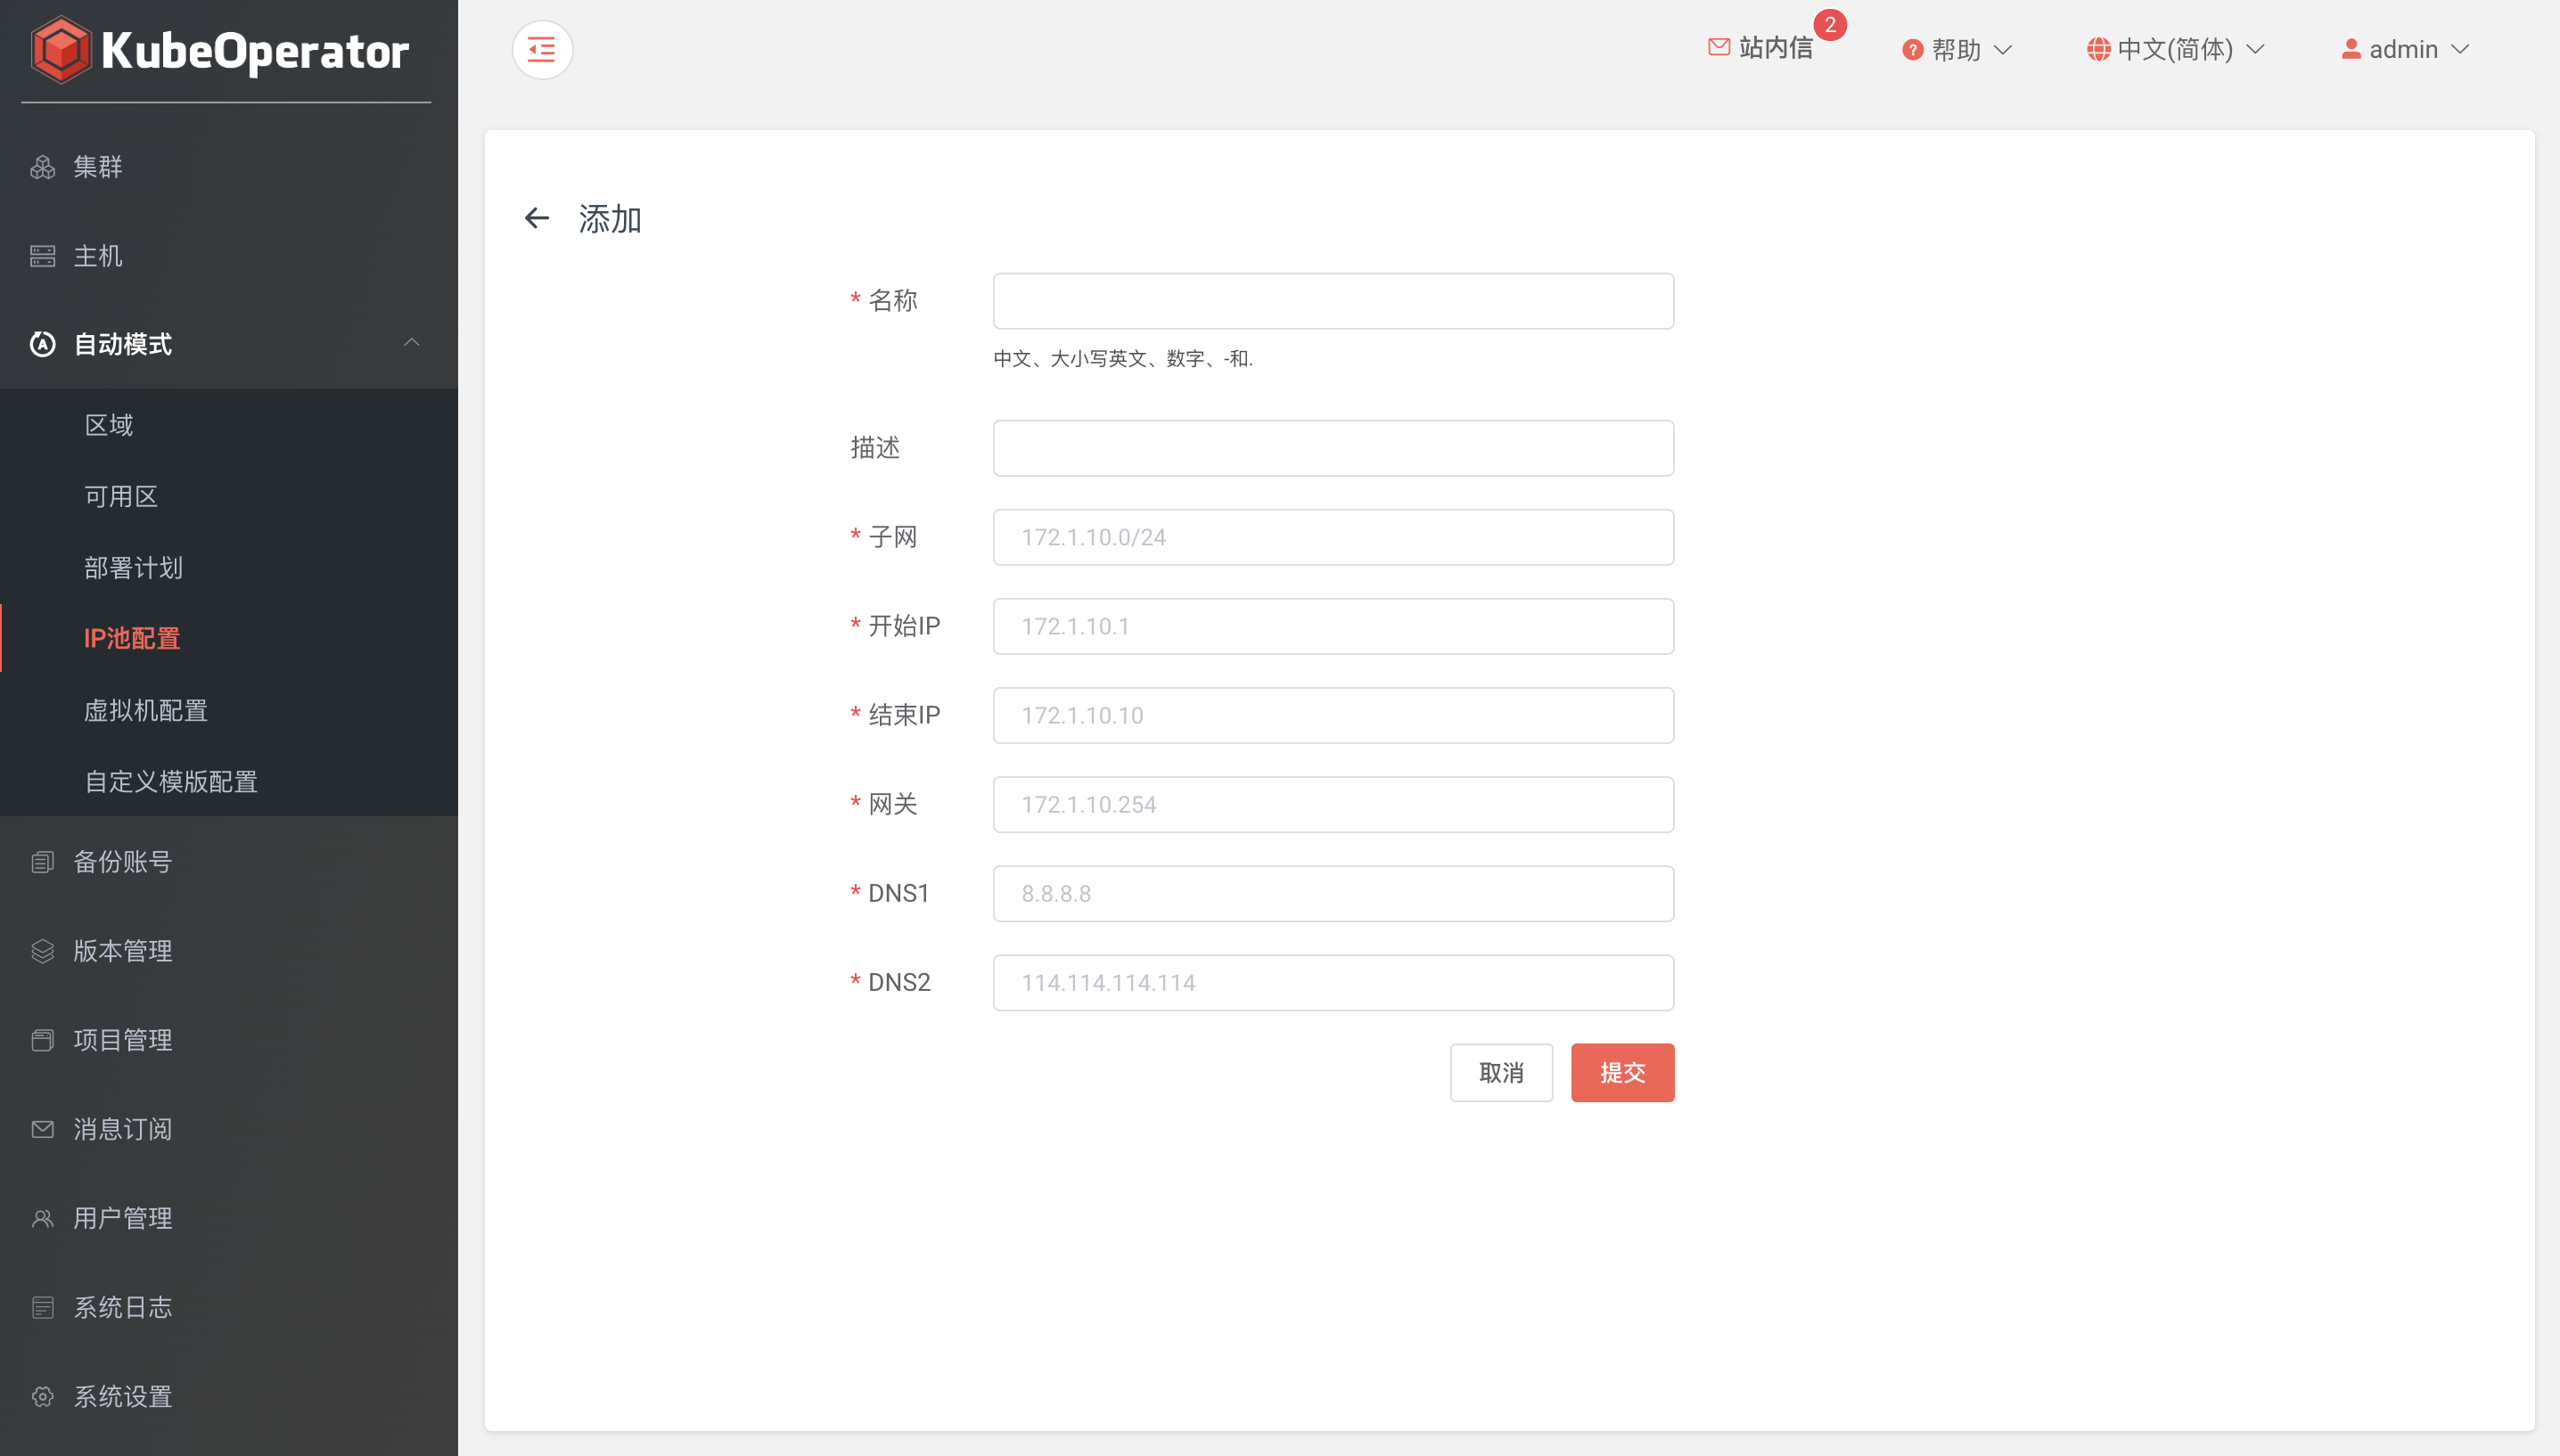 KubeOperator
集群
主机
自动模式
区域
可用区
部署计划
IP池配置
虚拟机配置
自定义模版配置
备份账号
版本管理
项目管理
消息订阅
用户管理
系统日志
系统设置
站内信 2
帮助
中文(简体)
admin
添加
* 名称
中文、大小写英文、数字、-和.
描述
* 子网 172.1.10.0/24
* 开始IP 172.1.10.1
* 结束IP 172.1.10.10
* 网关 172.1.10.254
* DNS1 8.8.8.8
* DNS2 114.114.114.114
取消 提交